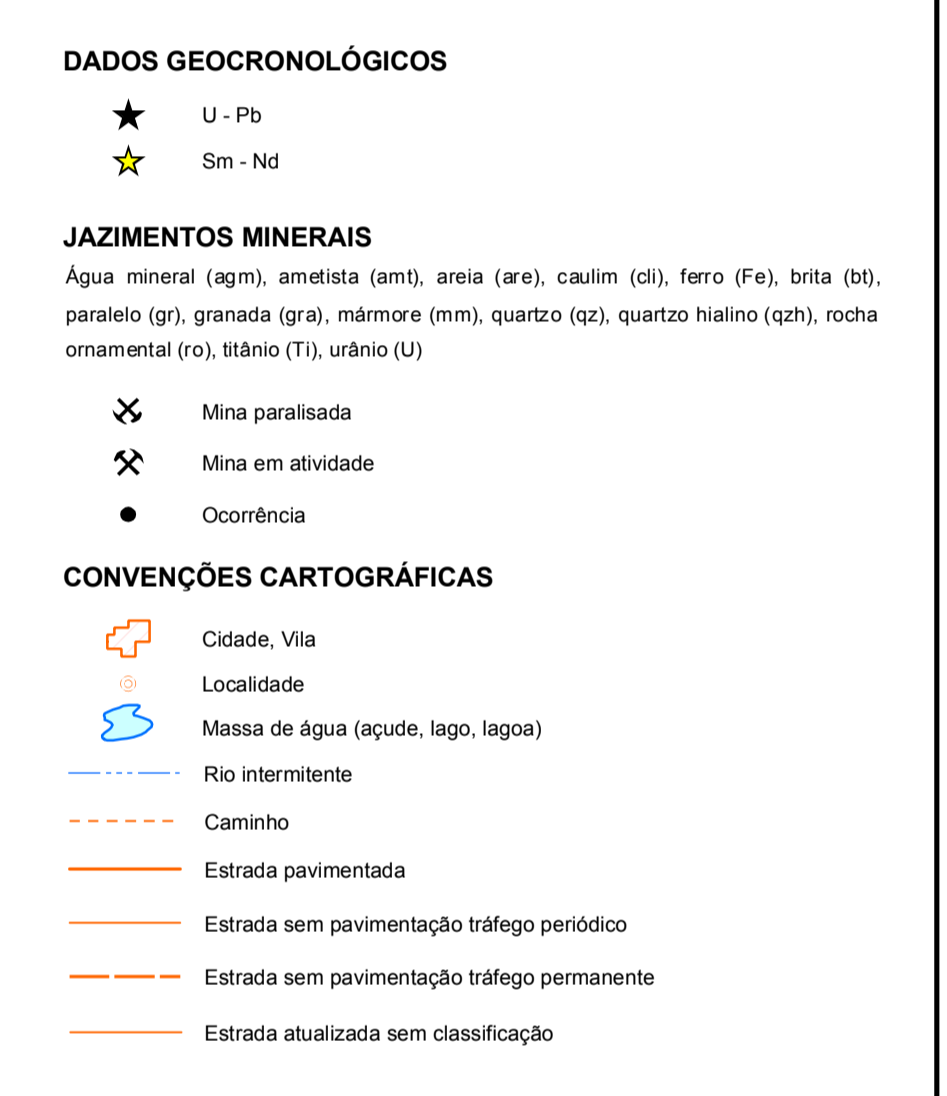 DADOS GEOCRONOLÓGICOS
U - Pb
Sm - Nd
JAZIMENTOS MINERAIS
Água mineral (agm), ametista (amt), areia (are), caulim (cli), ferro (Fe), brita (bt),
paralelo (gr), granada (gra), mármore (mm), quartzo (qz), quartzo hialino (qzh), rocha
ornamental (ro), titânio (Ti), urânio (U)
Mina paralisada
Mina em atividade
Ocorrência
CONVENÇÕES CARTOGRÁFICAS
Cidade, Vila
Localidade
Massa de água (açude, lago, lagoa)
Rio intermitente
Caminho
Estrada pavimentada
Estrada sem pavimentação tráfego periódico
Estrada sem pavimentação tráfego permanente
Estrada atualizada sem classificação